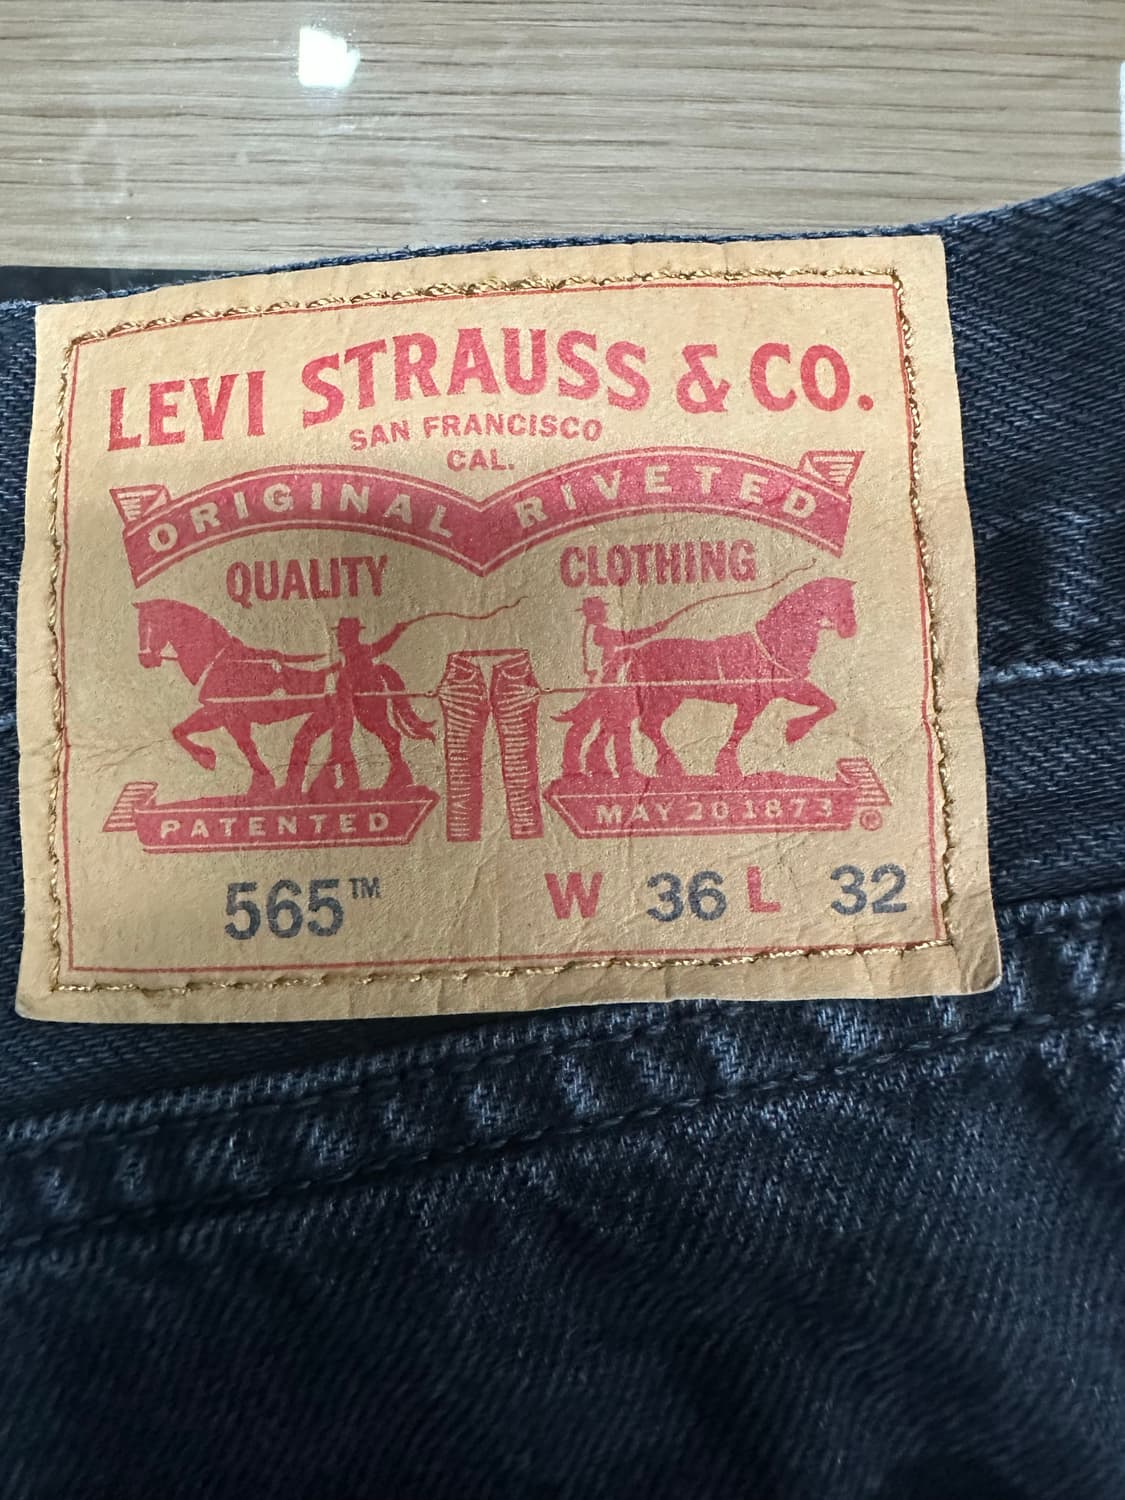 LEVI STRAUSS & CO.
SAN FRANCISCO
CAL.
ORIGINAL RIVETED
QUALITY CLOTHING
PATENTED MAY 20 1873 ®
565™ W 36 L 32